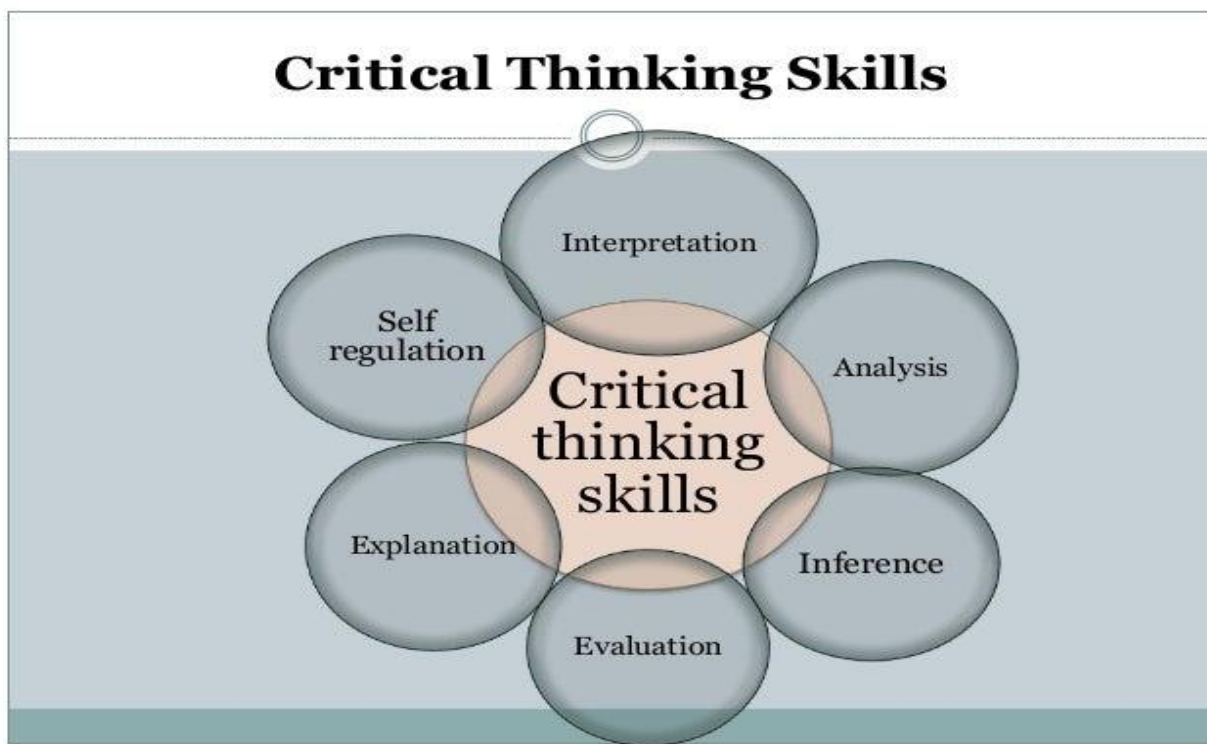 Critical Thinking Skills
Interpretation
Analysis
Inference
Evaluation
Explanation
Self
regulation
Critical
thinking
skills